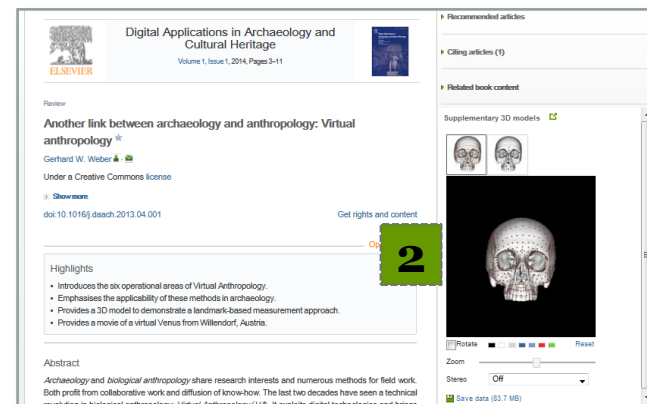 Digital Applications in Archaeology and
Cultural Heritage
Volume 1, Issue 1, 2014, Pages 3–11
ELSEVIER
Review
Another link between archaeology and anthropology: Virtual
anthropology ☆
Gerhard W. Weber
Under a Creative Commons license
Show more
doi:10.1016/j.daach.2013.04.001
Get rights and content
Op
2
Highlights
• Introduces the six operational areas of Virtual Anthropology.
• Emphasises the applicability of these methods in archaeology.
• Provides a 3D model to demonstrate a landmark-based measurement approach.
• Provides a movie of a virtual Venus from Willendorf, Austria.
Abstract
Archaeology and biological anthropology share research interests and numerous methods for field work.
Both profit from collaborative work and diffusion of know-how. The last two decades have seen a technical
Recommended articles
Citing articles (1)
Related book content
Supplementary 3D models
Rotate
Reset
Zoom
Stereo
Off
Save data (83.7 MB)